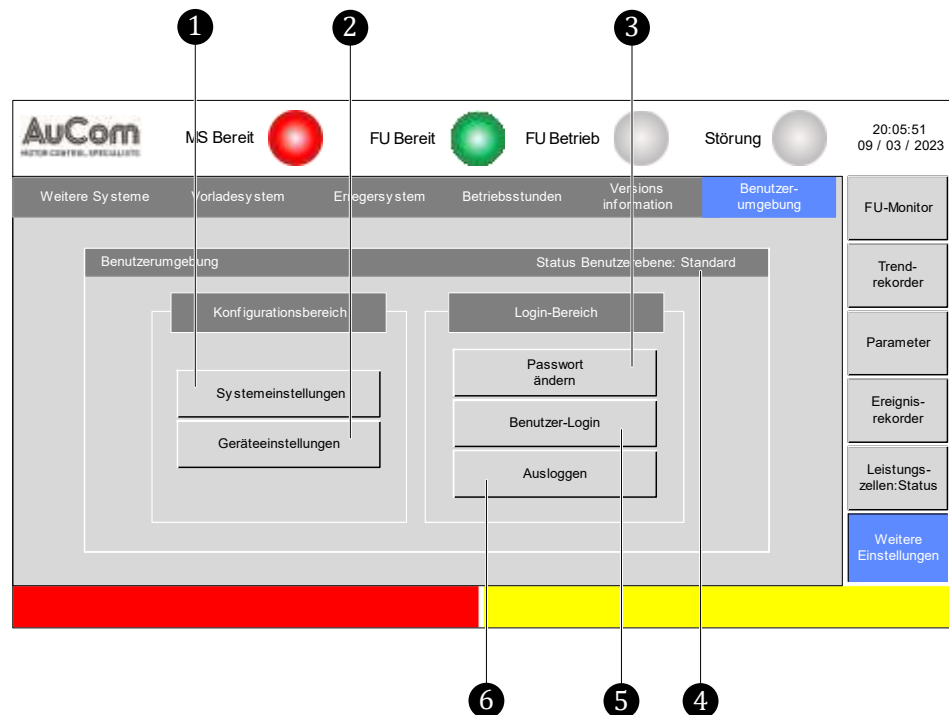 1 2 3
AuCom
MOTOR CONTROL SPECIALISTS
MS Bereit FU Bereit FU Betrieb Störung 20:05:51
09 / 03 / 2023
Weitere Systeme Vorladesystem Erregersystem Betriebsstunden Versions
information Benutzer-
umgebung
FU-Monitor
Benutzerumgebung Status Benutzerebene: Standard
Trend-
rekorder
Konfigurationsbereich Login-Bereich
Parameter
Systemeinstellungen
Passwort
ändern
Geräteeinstellungen
Benutzer-Login
Ereignis-
rekorder
Ausloggen
Leistungs-
zellen:Status
Weitere
Einstellungen
6 5 4